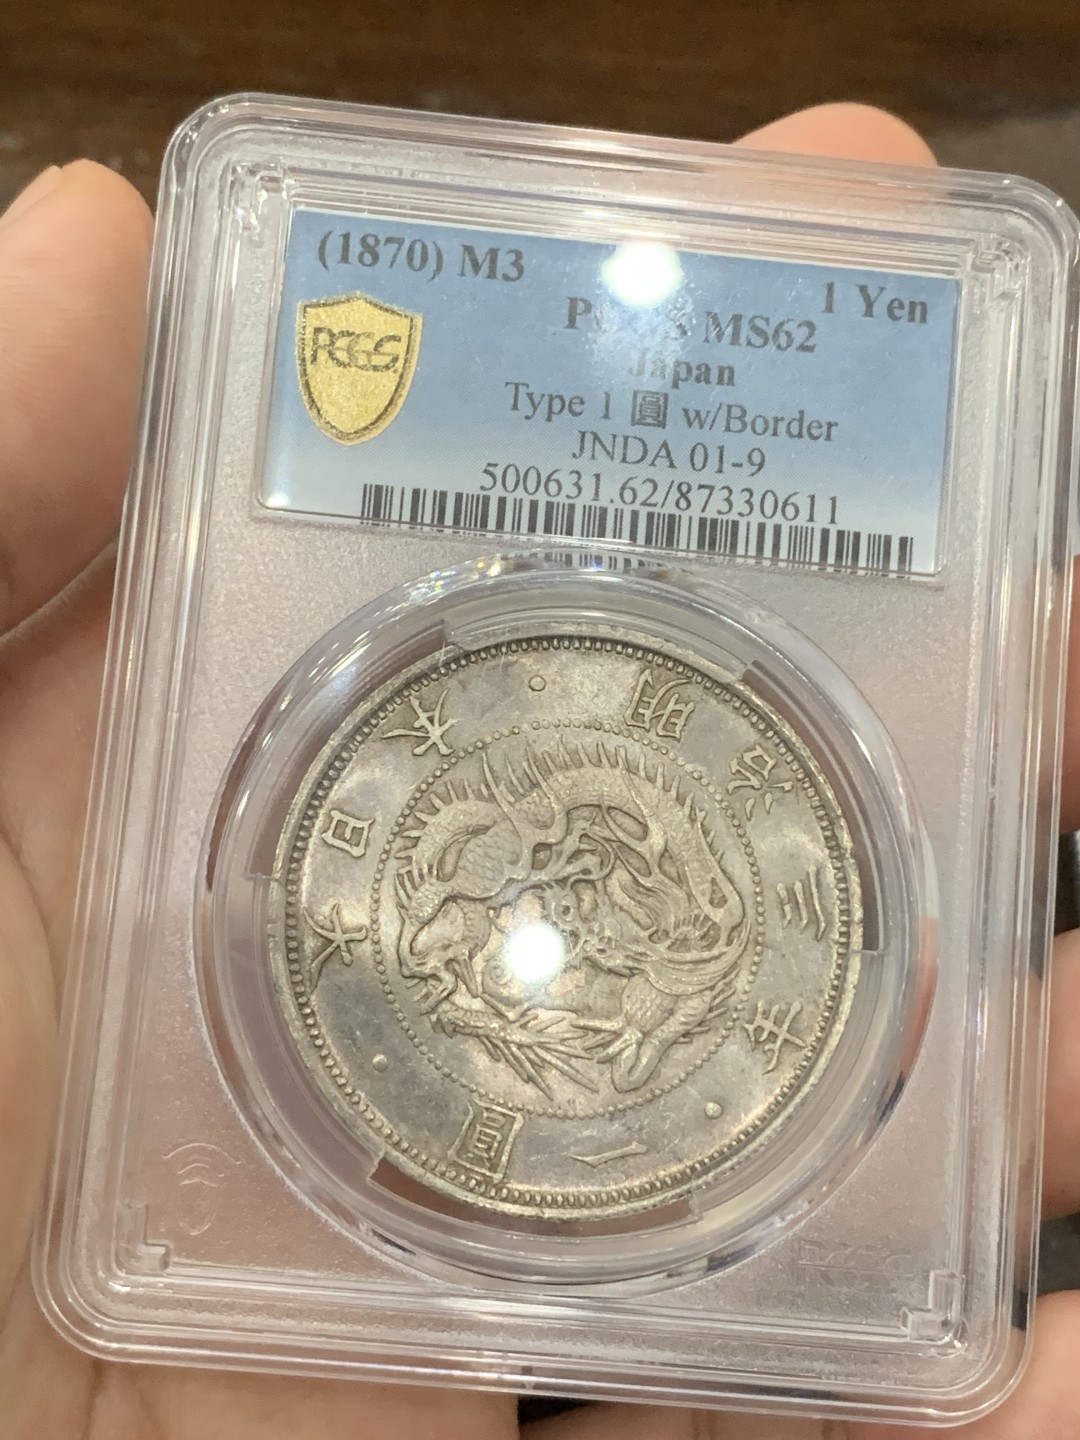 (1870) M3
1 Yen
PCGS MS62
Japan
Type 1 圓 w/Border
JNDA 01-9
500631.62/87330611
PCGS
大日本 明治三年 一圓